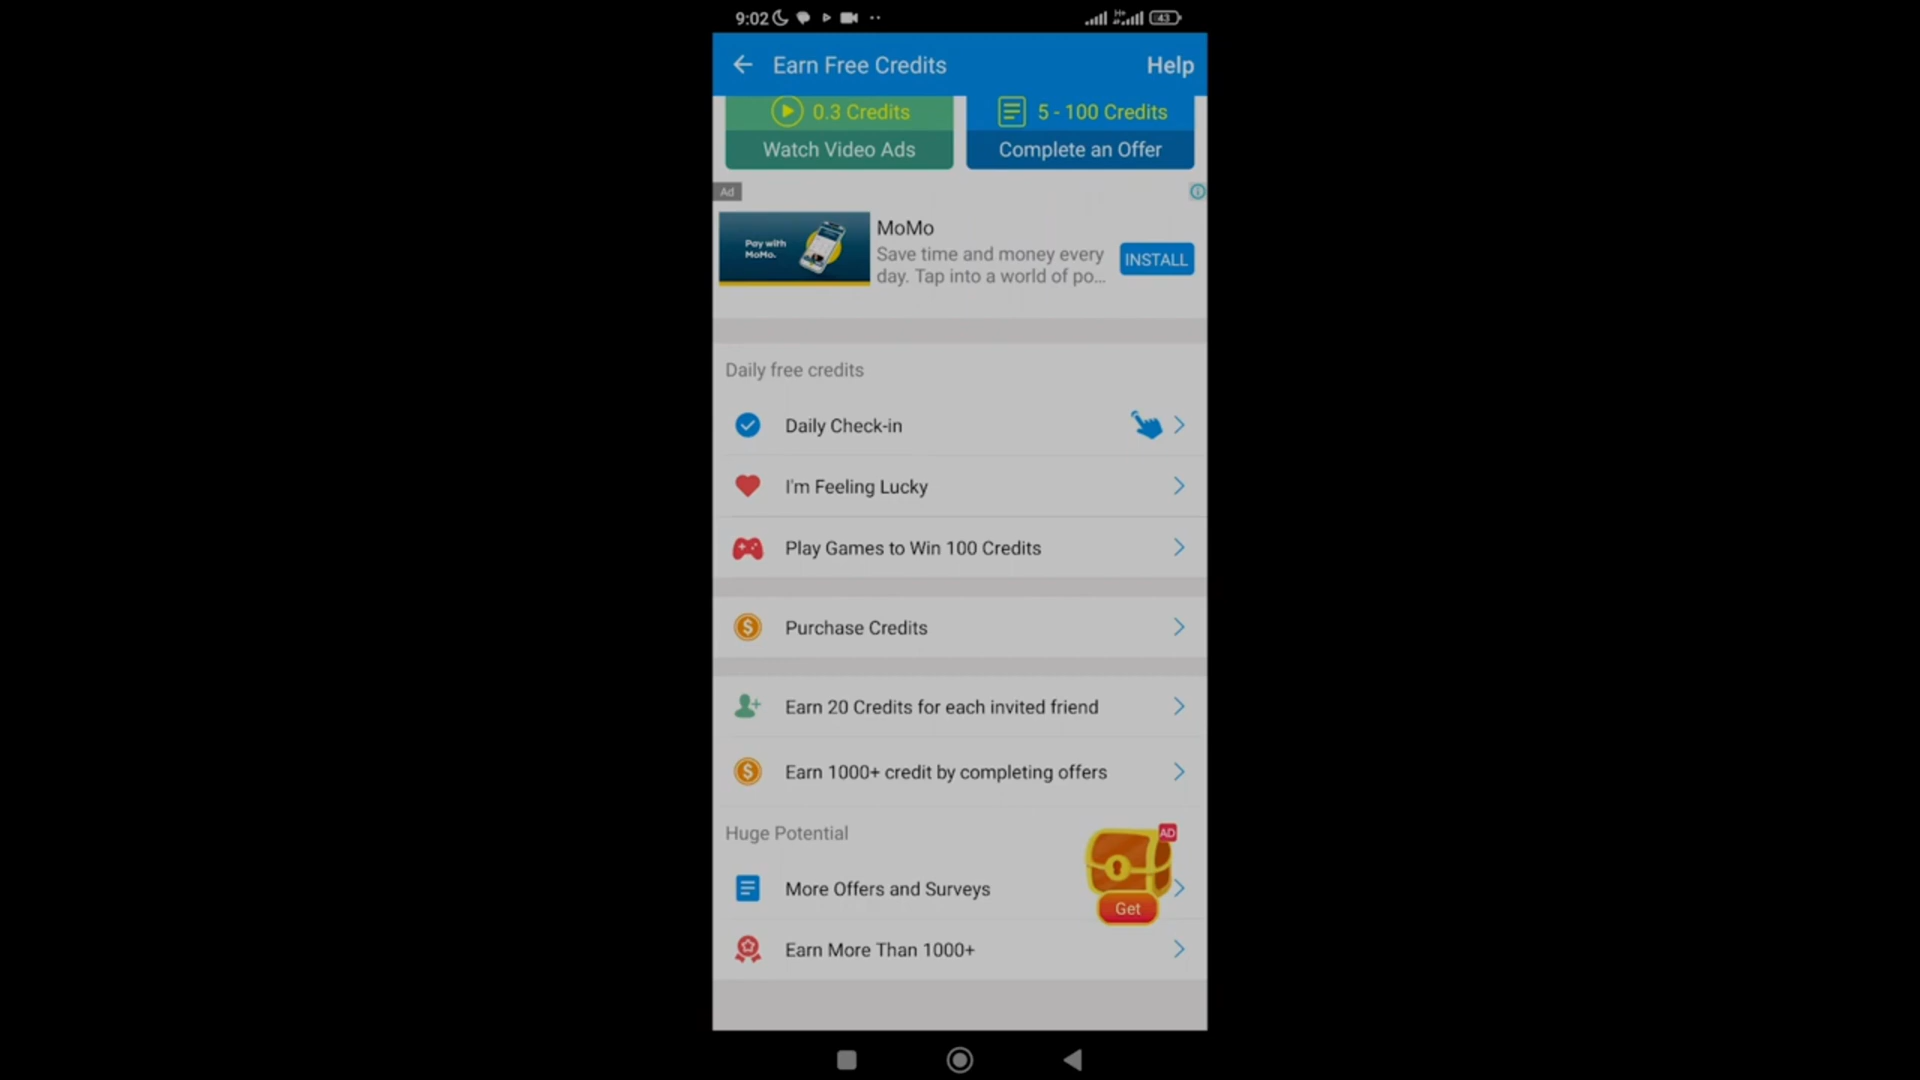 9:02
43
Earn Free Credits
Help
0.3 Credits
Watch Video Ads
5 - 100 Credits
Complete an Offer
Ad
Pay with
MoMo.
MoMo
Save time and money every
day. Tap into a world of po...
INSTALL
Daily free credits
Daily Check-in
I'm Feeling Lucky
Play Games to Win 100 Credits
Purchase Credits
Earn 20 Credits for each invited friend
Earn 1000+ credit by completing offers
Huge Potential
AD
More Offers and Surveys
Get
Earn More Than 1000+